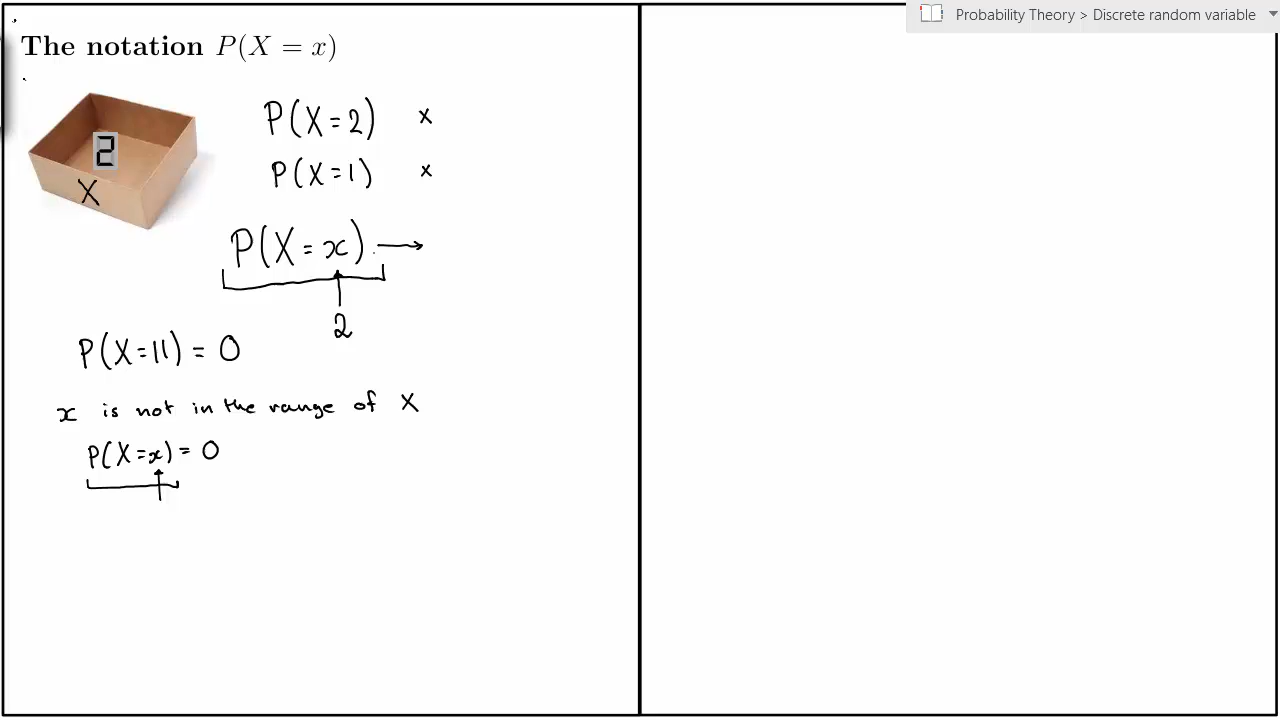 Probability Theory > Discrete random variable
The notation P(X = x)
2
X
P(X=2) x
P(X=1) x
P(X=x) →
2
P(X=11) = 0
x is not in the range of X
P(X=x) = 0